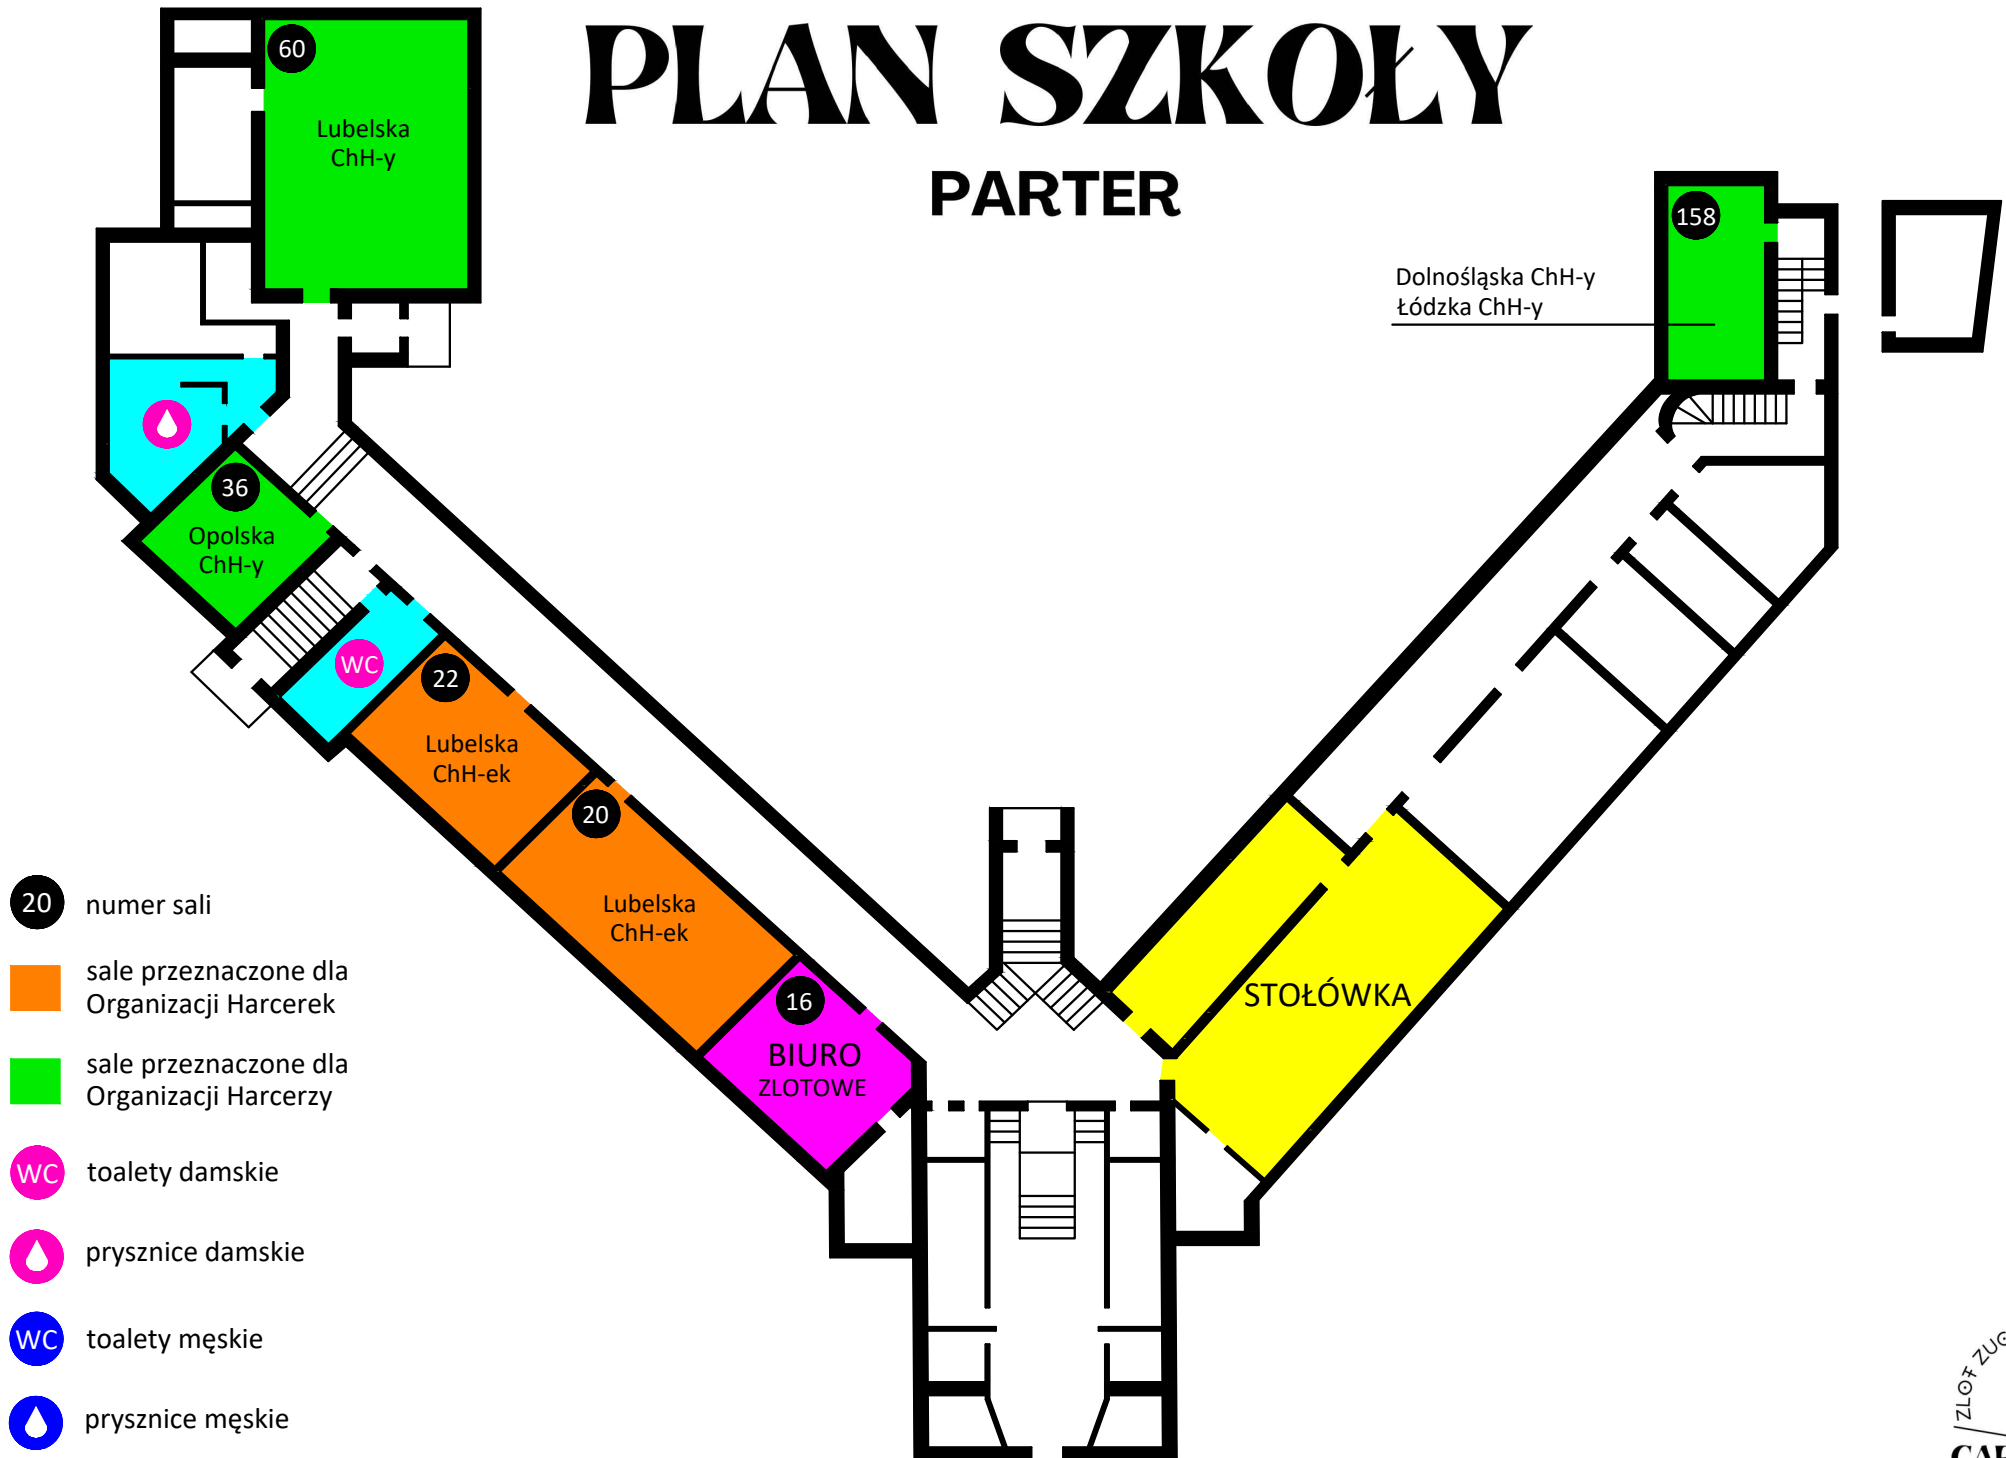 PLAN SZKOŁY
PARTER
60
Lubelska
ChH-y
158
Dolnośląska ChH-y
Łódzka ChH-y
36
Opolska
ChH-y
WC
22
Lubelska
ChH-ek
20
Lubelska
ChH-ek
16
BIURO
ZLOTOWE
STOŁÓWKA
20 numer sali
sale przeznaczone dla
Organizacji Harcerek
sale przeznaczone dla
Organizacji Harcerzy
WC toalety damskie
prysznice damskie
WC toalety męskie
prysznice męskie
ZLOT